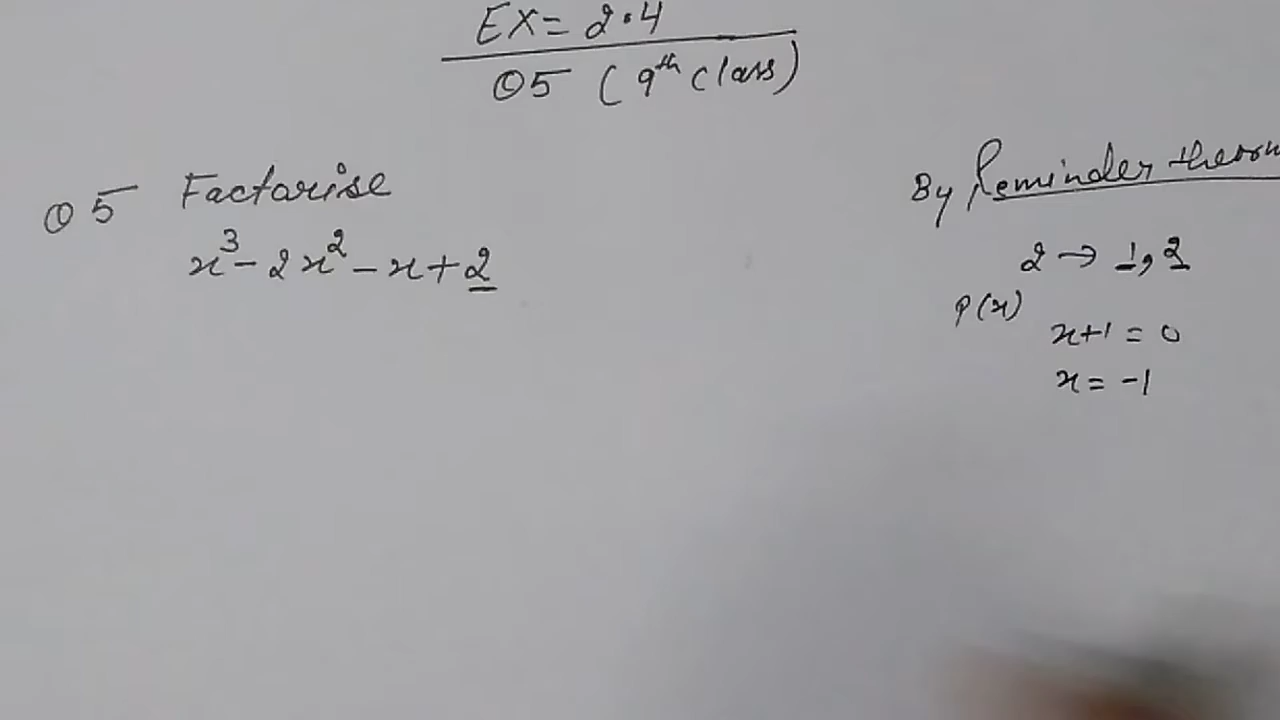 EX = 2.4
Q5 (9th class)
Q5 Factorise
x³ - 2x² - x + 2
By Reminder
2 → 1, 2
p(x)
x+1 = 0
x = -1